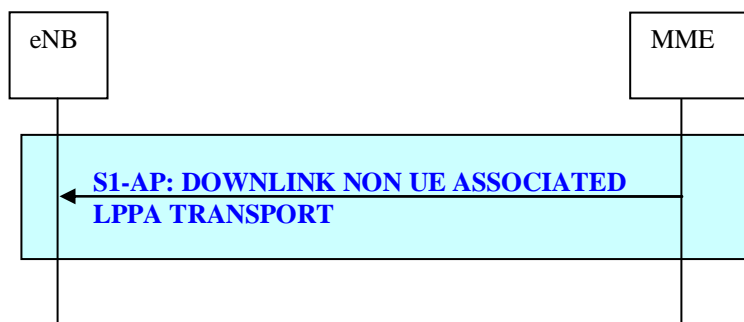 eNB
MME
S1-AP: DOWNLINK NON UE ASSOCIATED
LPPA TRANSPORT